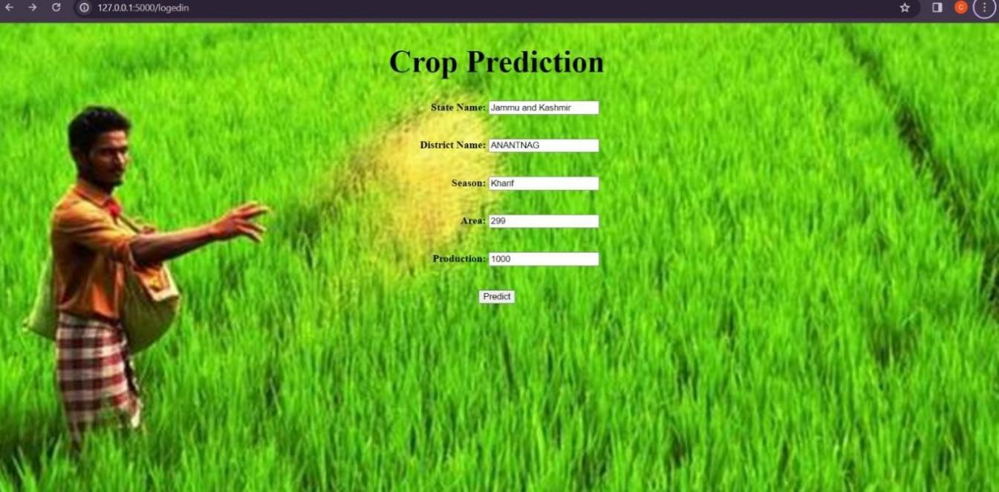 127.0.0.1:5000/logedin
C
Crop Prediction
State Name: Jammu and Kashmir
District Name: ANANTNAG
Season: Kharif
Area: 299
Production: 1000
Predict